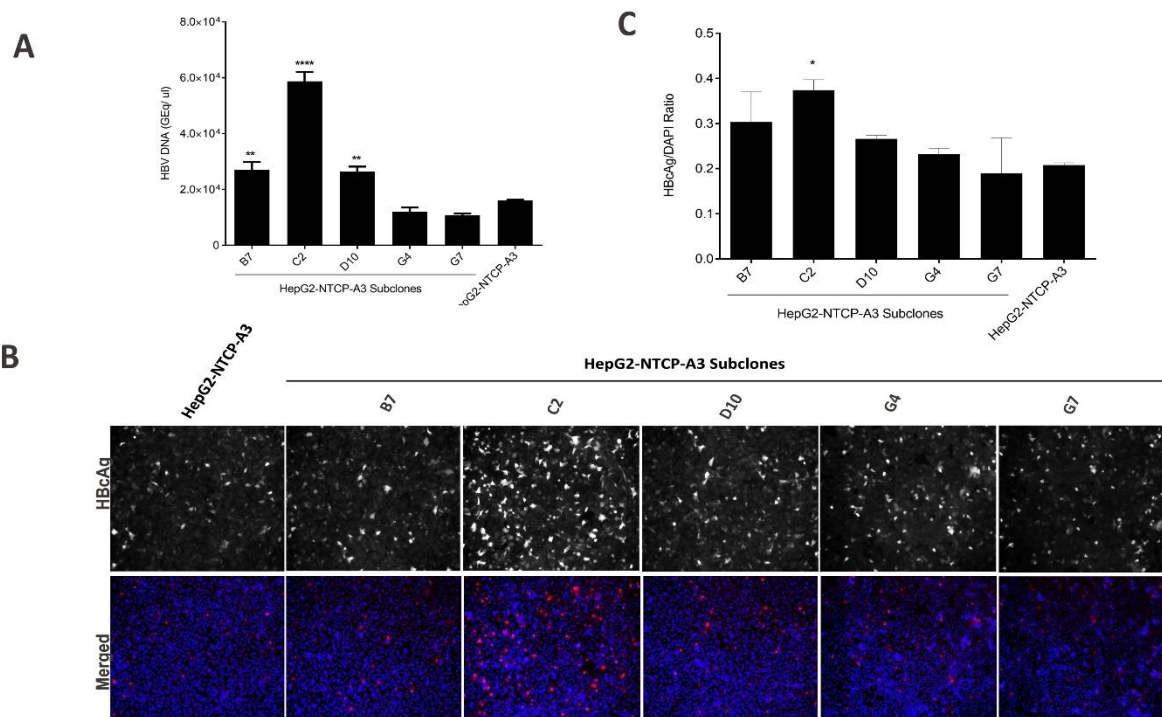 A
8.0×10⁴
6.0×10⁴
4.0×10⁴
2.0×10⁴
0
HBV DNA (GEq/ ul)
**
****
**
B7
C2
D10
G4
G7
HepG2-NTCP-A3 Subclones
epG2-NTCP-A3
C
0.5
0.4
0.3
0.2
0.1
0.0
HBcAg/DAPI Ratio
*
B7
C2
D10
G4
G7
HepG2-NTCP-A3
HepG2-NTCP-A3 Subclones
B
HepG2-NTCP-A3
HepG2-NTCP-A3 Subclones
B7
C2
D10
G4
G7
HBcAg
Merged